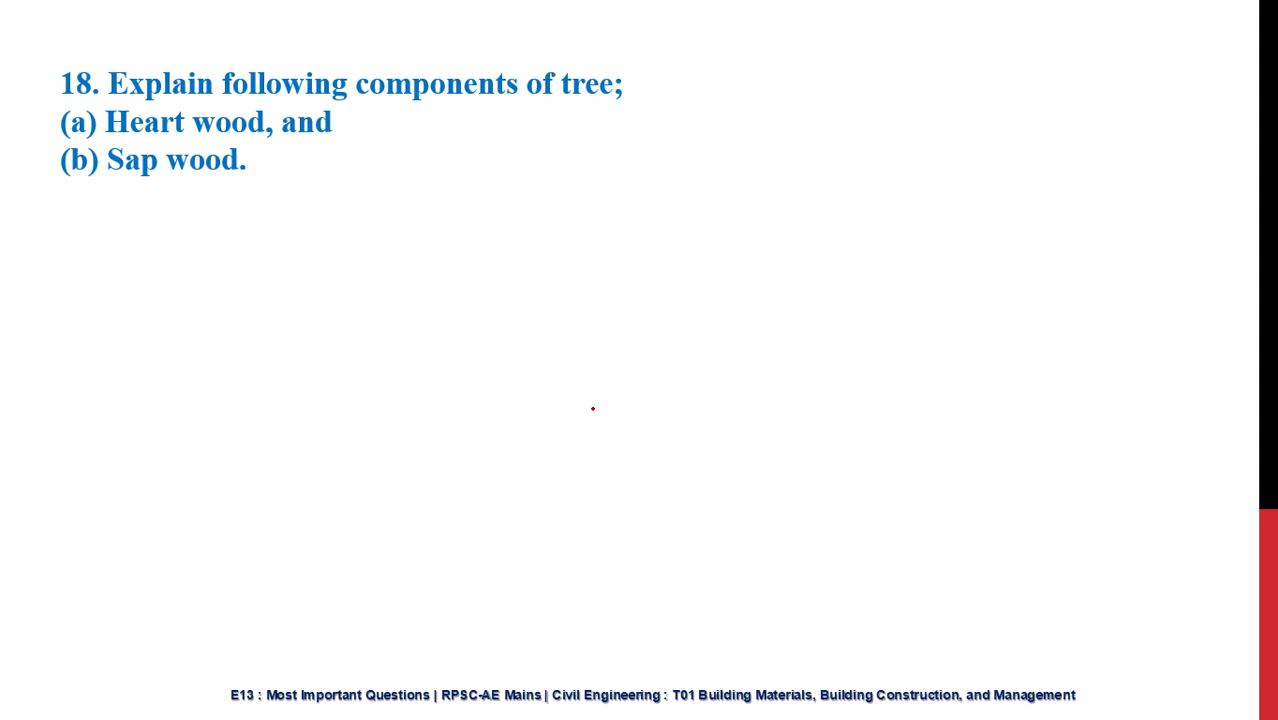 18. Explain following components of tree;
(a) Heart wood, and
(b) Sap wood.
E13 : Most Important Questions | RPSC-AE Mains | Civil Engineering : T01 Building Materials, Building Construction, and Management